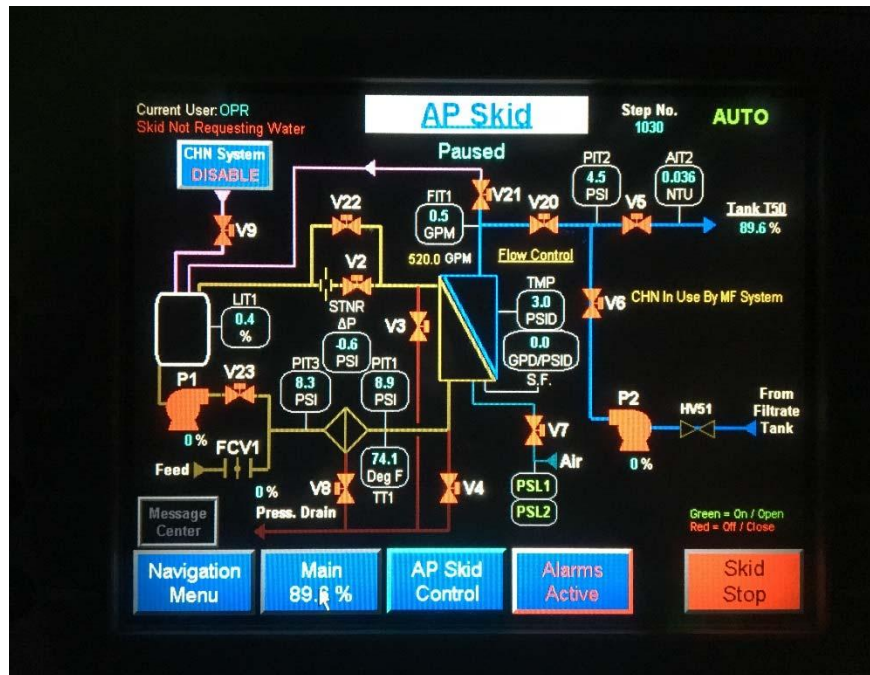 Current User: OPR
Skid Not Requesting Water
AP Skid
Paused
Step No.
1030
AUTO
CHN System
DISABLE
V9
V22
V2
FIT1
0.5
GPM
520.0 GPM
V21
V20
Flow Control
PIT2
4.5
PSI
AIT2
0.036
NTU
V5
Tank T50
89.6 %
LIT1
0.4
%
STNR
ΔP
-0.6
PSI
V3
TMP
3.0
PSID
0.0
GPD/PSID
S.F.
V6
CHN In Use By MF System
P1
0 %
V23
PIT3
8.3
PSI
PIT1
8.9
PSI
74.1
Deg F
TT1
FCV1
0 %
Feed
V8
V4
Press. Drain
V7
Air
PSL1
PSL2
P2
0 %
HV51
From
Filtrate
Tank
Green = On / Open
Red = Off / Close
Message
Center
Navigation
Menu
Main
89.6 %
AP Skid
Control
Alarms
Active
Skid
Stop